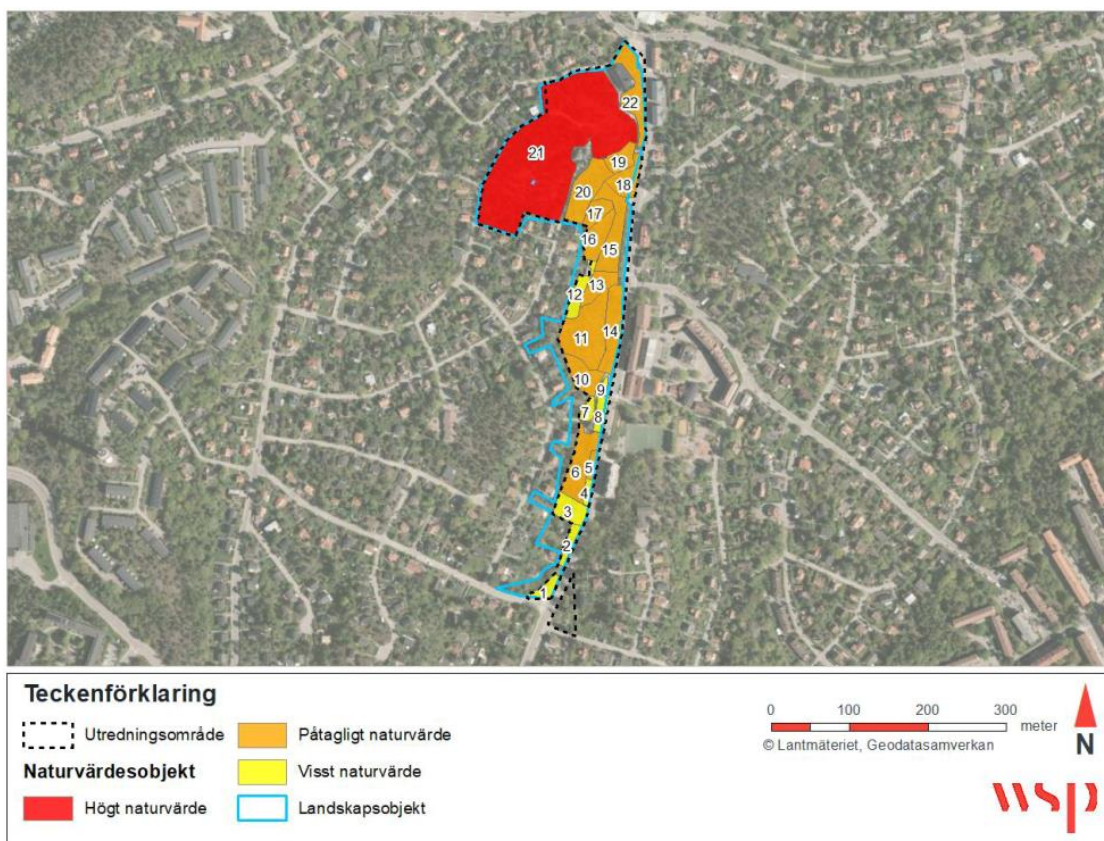 22
21
19
18
20
17
16
15
13
12
14
11
10
9
7
8
5
6
4
3
2
1
Teckenförklaring
Utredningsområde
Påtagligt naturvärde
Naturvärdesobjekt
Visst naturvärde
Högt naturvärde
Landskapsobjekt
0 100 200 300
meter
© Lantmäteriet, Geodatasamverkan
N
wsp